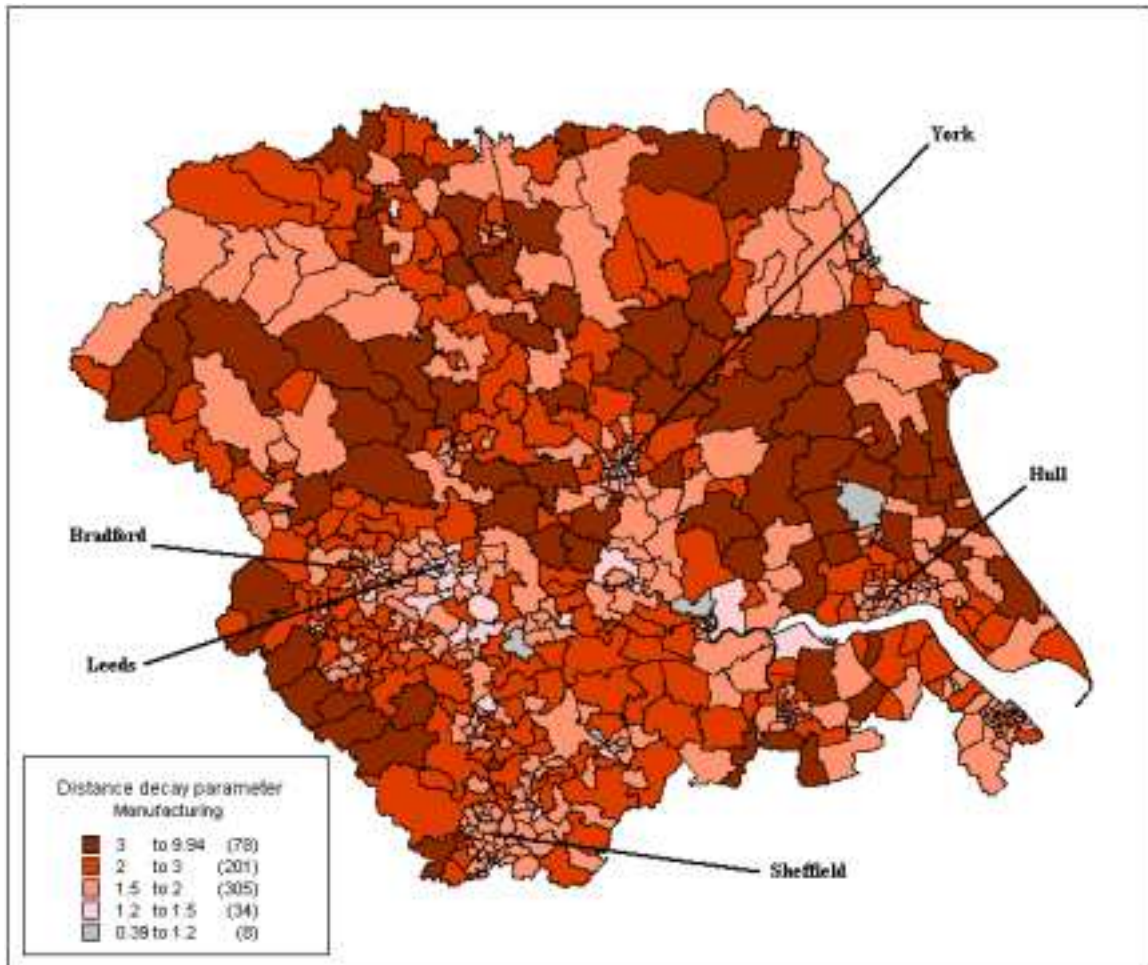 York
Hull
Bradford
Leeds
Sheffield
Distance decay parameter
Manufacturing
3 to 9.94 (78)
2 to 3 (201)
1.5 to 2 (305)
1.2 to 1.5 (34)
0.39 to 1.2 (8)